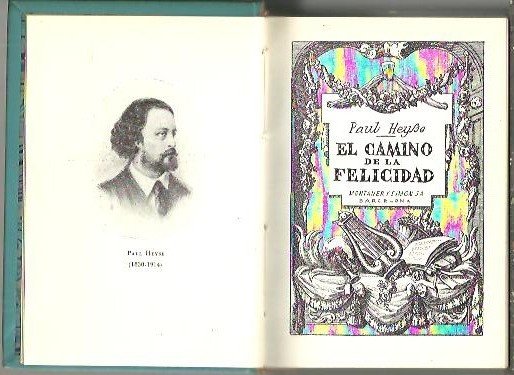 PAUL HEYSE
(1830-1914)
Paul Heyse
EL CAMINO
DE LA
FELICIDAD
MONTANER Y SIMON S.A
BARCELONA